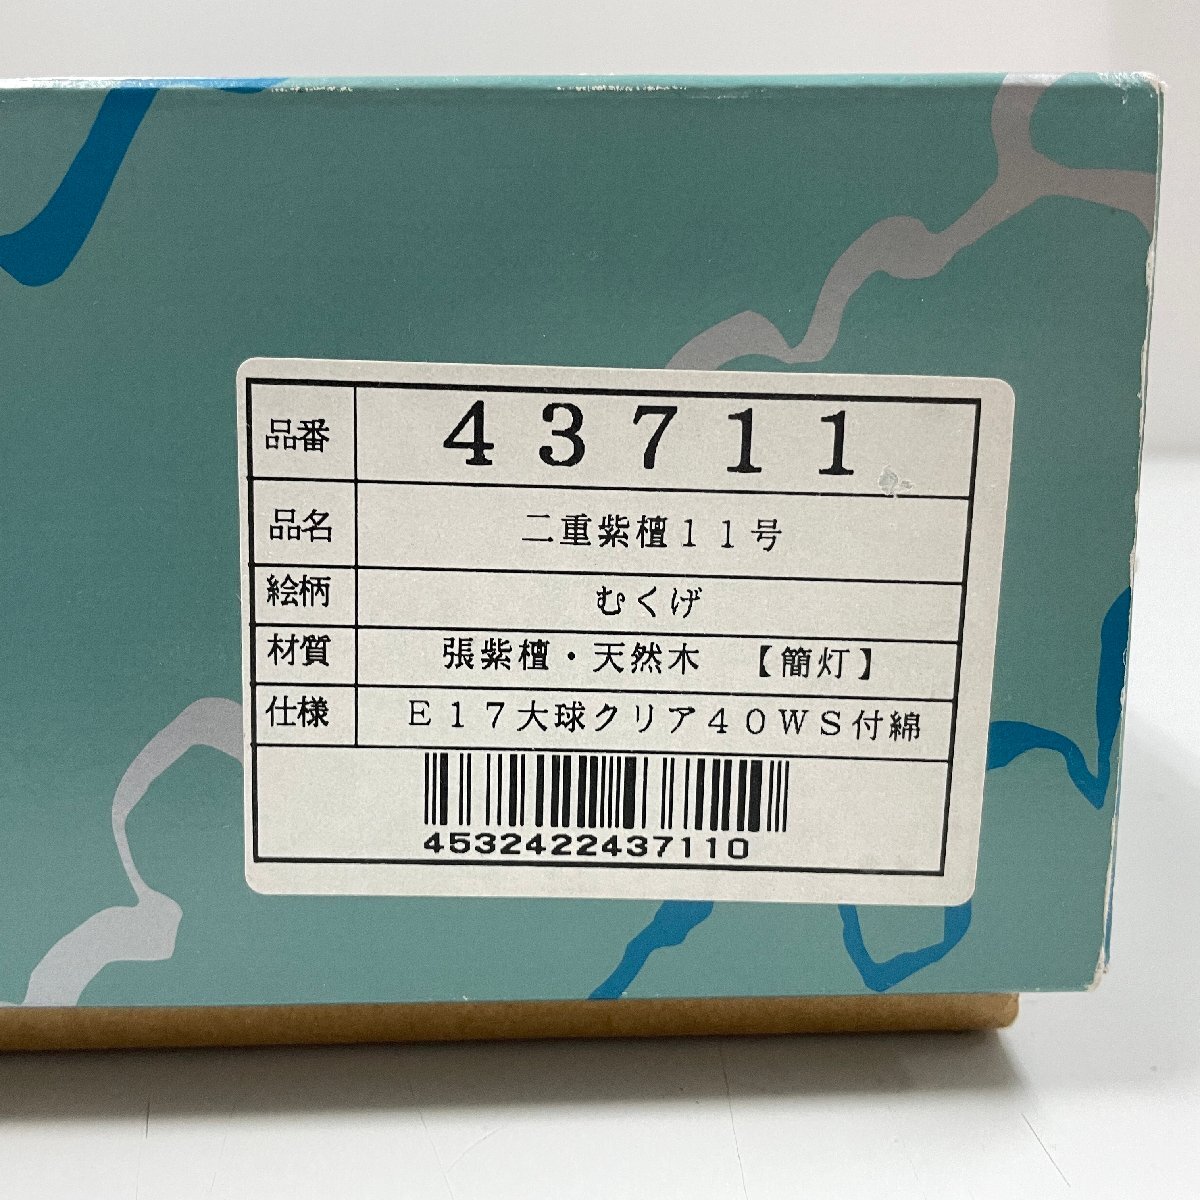 品番 43711
品名 二重紫檀11号
絵柄 むくげ
材質 張紫檀・天然木 【簡灯】
仕様 E17大球クリア40WS付綿
4532422437110